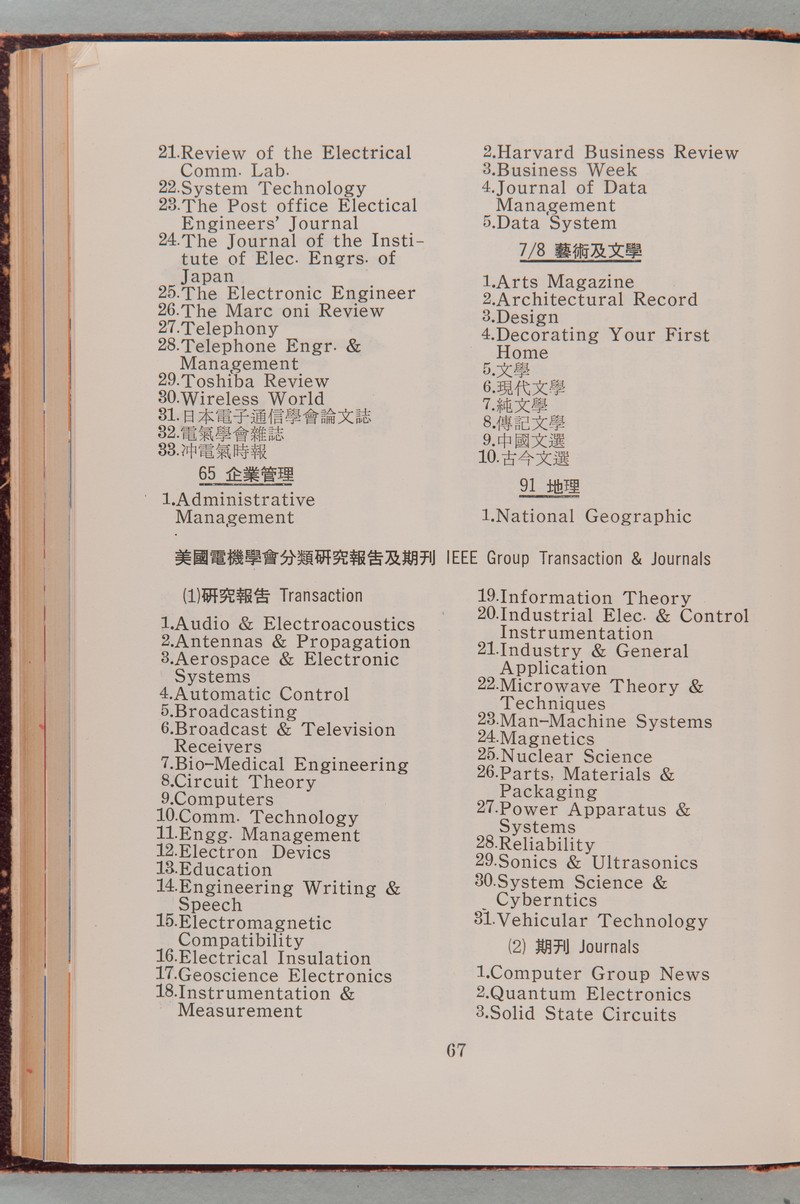 21.Review of the Electrical
Comm. Lab.
22.System Technology
23.The Post office Electical
Engineers' Journal
24.The Journal of the Insti-
tute of Elec. Engrs. of
Japan
25.The Electronic Engineer
26.The Marc oni Review
27.Telephony
28.Telephone Engr. &
Management
29.Toshiba Review
30.Wireless World
31.日本電子通信學會論文誌
32.電氣學會雜誌
33.冲電氣時報
65 企業管理
1.Administrative
Management
2.Harvard Business Review
3.Business Week
4.Journal of Data
Management
5.Data System
7/8 藝術及文學
1.Arts Magazine
2.Architectural Record
3.Design
4.Decorating Your First
Home
5.文學
6.現代文學
7.純文學
8.傳記文學
9.中國文選
10.古今文選
91 地理
1.National Geographic
美國電機學會分類研究報告及期刊 IEEE Group Transaction & Journals
(1)研究報告 Transaction
1.Audio & Electroacoustics
2.Antennas & Propagation
3.Aerospace & Electronic
Systems
4.Automatic Control
5.Broadcasting
6.Broadcast & Television
Receivers
7.Bio-Medical Engineering
8.Circuit Theory
9.Computers
10.Comm. Technology
11.Engg. Management
12.Electron Devics
13.Education
14.Engineering Writing &
Speech
15.Electromagnetic
Compatibility
16.Electrical Insulation
17.Geoscience Electronics
18.Instrumentation &
Measurement
19.Information Theory
20.Industrial Elec. & Control
Instrumentation
21.Industry & General
Application
22.Microwave Theory &
Techniques
23.Man-Machine Systems
24.Magnetics
25.Nuclear Science
26.Parts, Materials &
Packaging
27.Power Apparatus &
Systems
28.Reliability
29.Sonics & Ultrasonics
30.System Science &
Cyberntics
31.Vehicular Technology
(2) 期刊 Journals
1.Computer Group News
2.Quantum Electronics
3.Solid State Circuits
67